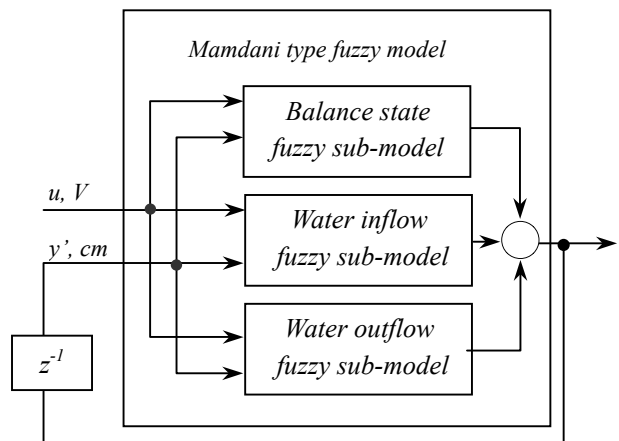 Mamdani type fuzzy model
Balance state
fuzzy sub-model
u, V
Water inflow
y’, cm
fuzzy sub-model
Water outflow
z⁻¹
fuzzy sub-model